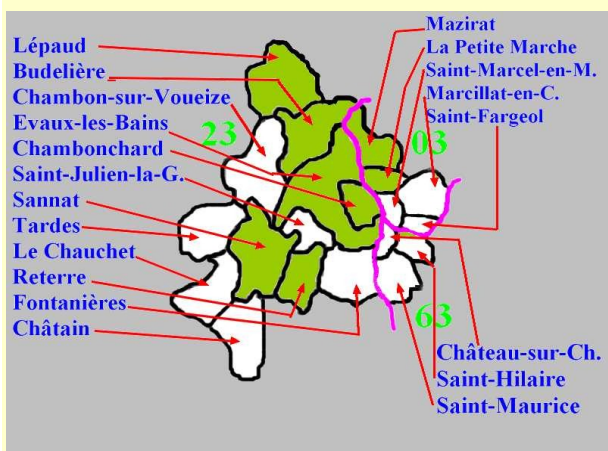 Lépaud
Budelière
Chambon-sur-Voueize
Evaux-les-Bains
Chambonchard
Saint-Julien-la-G.
Sannat
Tardes
Le Chauchet
Reterre
Fontanières
Châtain
23
Mazirat
La Petite Marche
Saint-Marcel-en-M.
Marcillat-en-C.
Saint-Fargeol
03
63
Château-sur-Ch.
Saint-Hilaire
Saint-Maurice